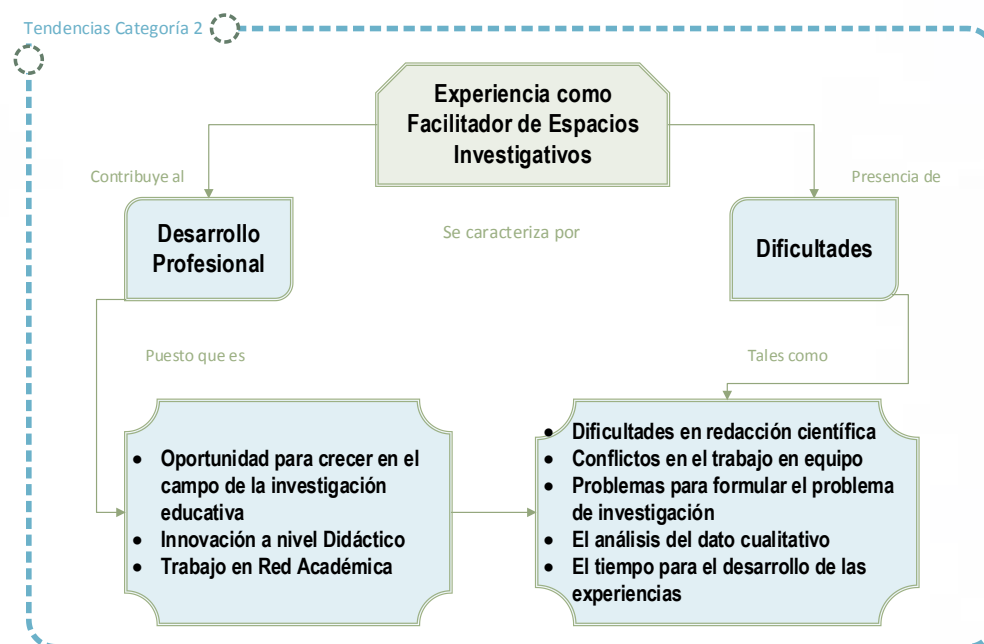 Tendencias Categoría 2
Experiencia como
Facilitador de Espacios
Investigativos
Contribuye al
Presencia de
Desarrollo
Profesional
Se caracteriza por
Dificultades
Puesto que es
Tales como
• Oportunidad para crecer en el
campo de la investigación
educativa
• Innovación a nivel Didáctico
• Trabajo en Red Académica
• Dificultades en redacción científica
• Conflictos en el trabajo en equipo
• Problemas para formular el problema
de investigación
• El análisis del dato cualitativo
• El tiempo para el desarrollo de las
experiencias